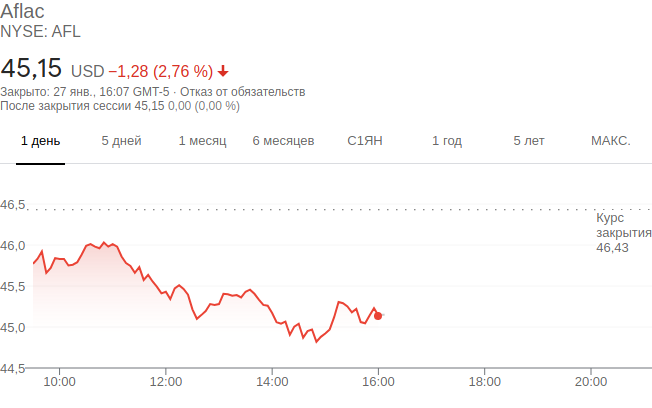 Aflac
NYSE: AFL
45,15 USD −1,28 (2,76 %)
Закрыто: 27 янв., 16:07 GMT-5 · Отказ от обязательств
После закрытия сессии 45,15 0,00 (0,00 %)
1 день 5 дней 1 месяц 6 месяцев С1ЯН 1 год 5 лет МАКС.
46,5
Курс
закрытия
46,43
46,0
45,5
45,0
44,5
10:00 12:00 14:00 16:00 18:00 20:00